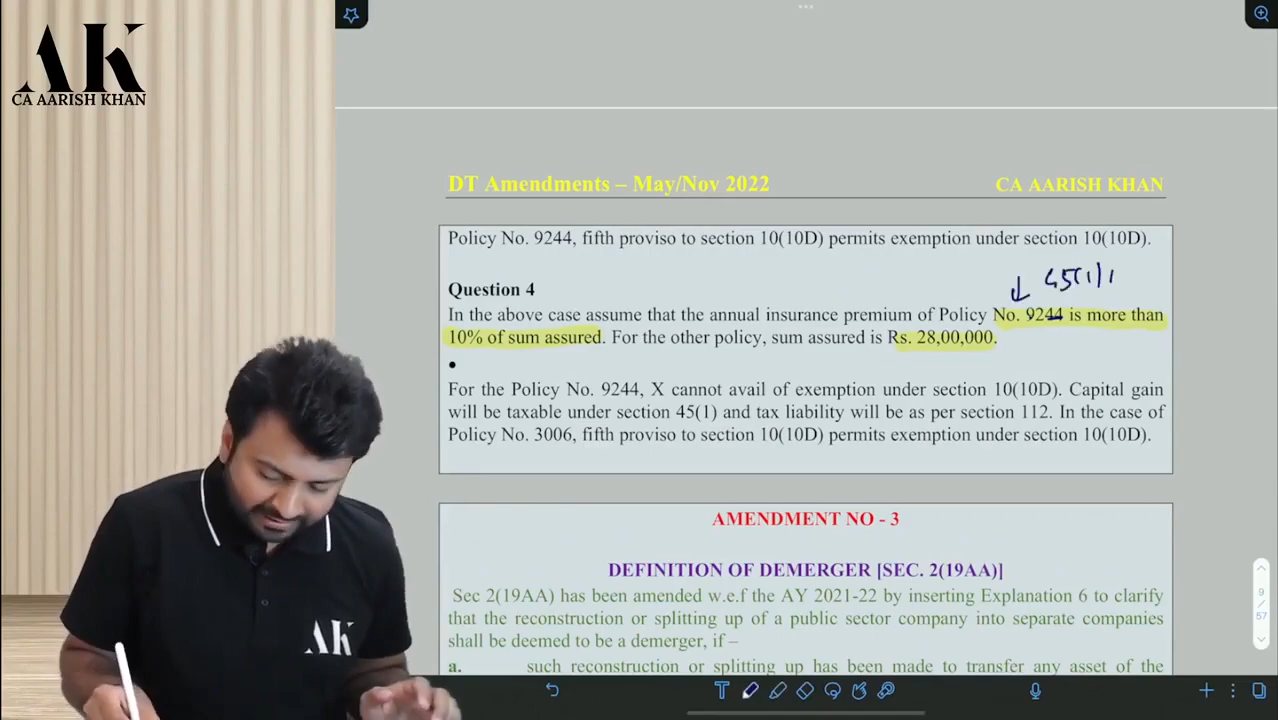 AK
CA AARISH KHAN
DT Amendments – May/Nov 2022
CA AARISH KHAN
Policy No. 9244, fifth proviso to section 10(10D) permits exemption under section 10(10D).
Question 4
In the above case assume that the annual insurance premium of Policy No. 9244 is more than
10% of sum assured. For the other policy, sum assured is Rs. 28,00,000.
•
For the Policy No. 9244, X cannot avail of exemption under section 10(10D). Capital gain
will be taxable under section 45(1) and tax liability will be as per section 112. In the case of
Policy No. 3006, fifth proviso to section 10(10D) permits exemption under section 10(10D).
AMENDMENT NO - 3
DEFINITION OF DEMERGER [SEC. 2(19AA)]
Sec 2(19AA) has been amended w.e.f the AY 2021-22 by inserting Explanation 6 to clarify
that the reconstruction or splitting up of a public sector company into separate companies
shall be deemed to be a demerger, if –
a. such reconstruction or splitting up has been made to transfer any asset of the
9
/
57
AK
CA AARISH KHAN
T